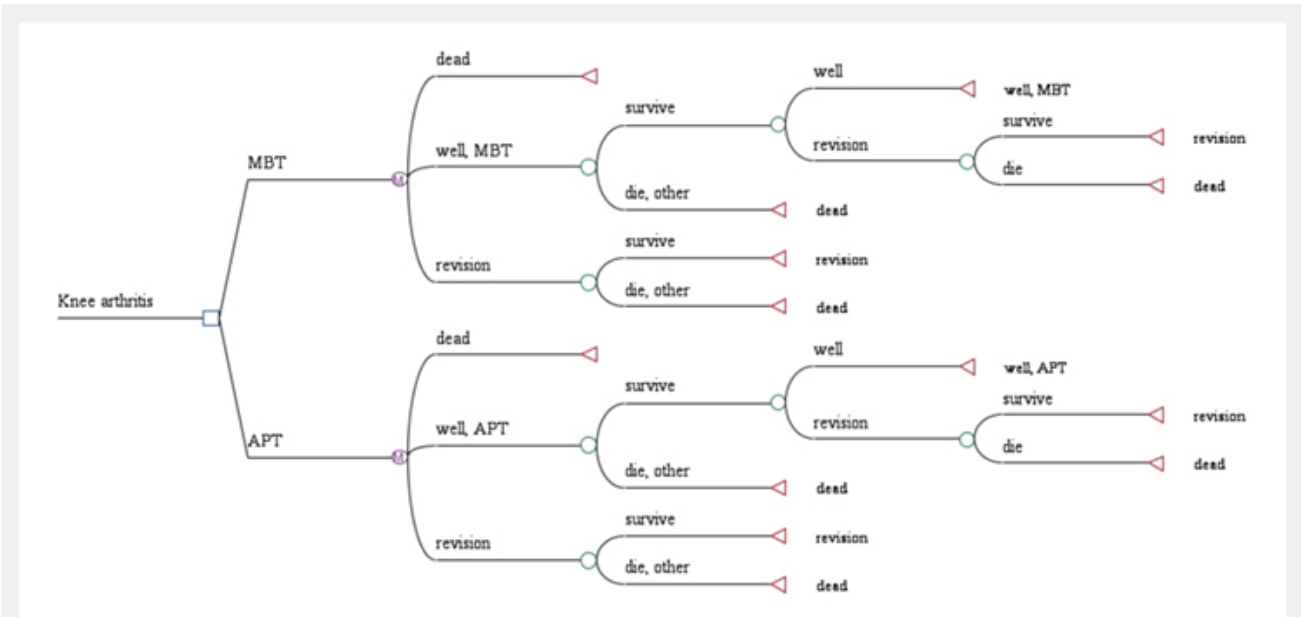 dead
well
well, MBT
survive
survive
revision
well, MBT
revision
MBT
die
dead
die, other
dead
survive
revision
revision
die, other
dead
Knee arthritis
dead
well
well, APT
survive
survive
revision
well, APT
revision
APT
die
dead
die, other
dead
survive
revision
revision
die, other
dead
M
M